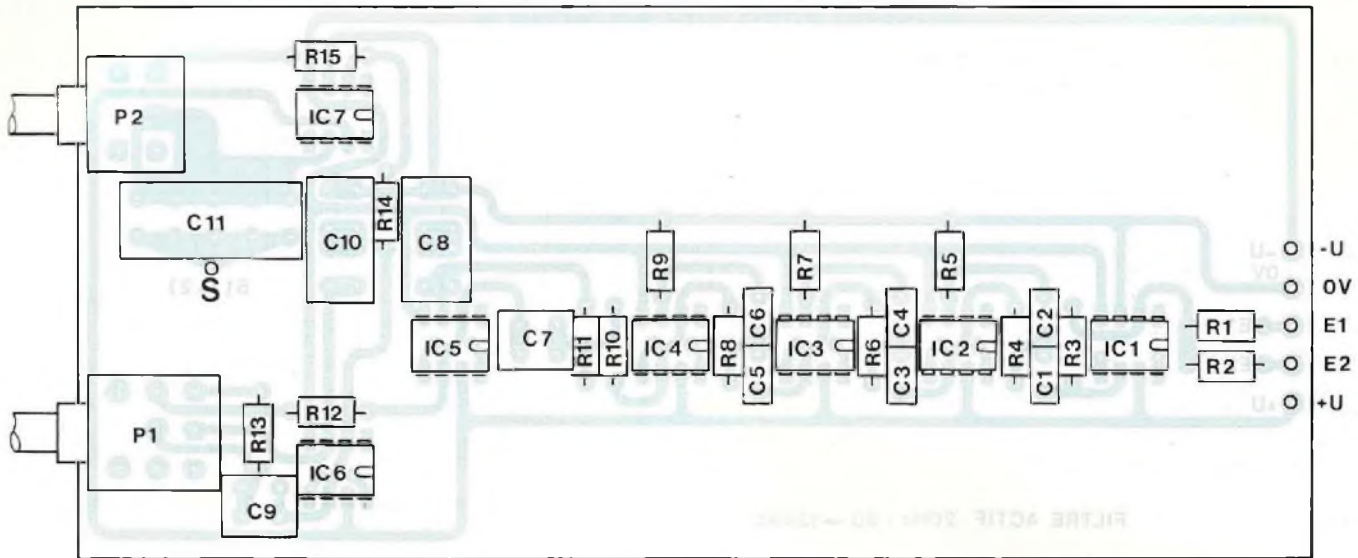 R15
P2
IC7
C11
C10
R14
C8
S
R9
R7
R5
-U
0V
E1
E2
+U
IC5
C7
R11
R10
IC4
R8
C6
C5
IC3
R6
C4
C3
IC2
R4
C2
C1
R3
IC1
R1
R2
P1
R13
R12
IC6
C9
-U
0V
+U
FILTRE ACTIF